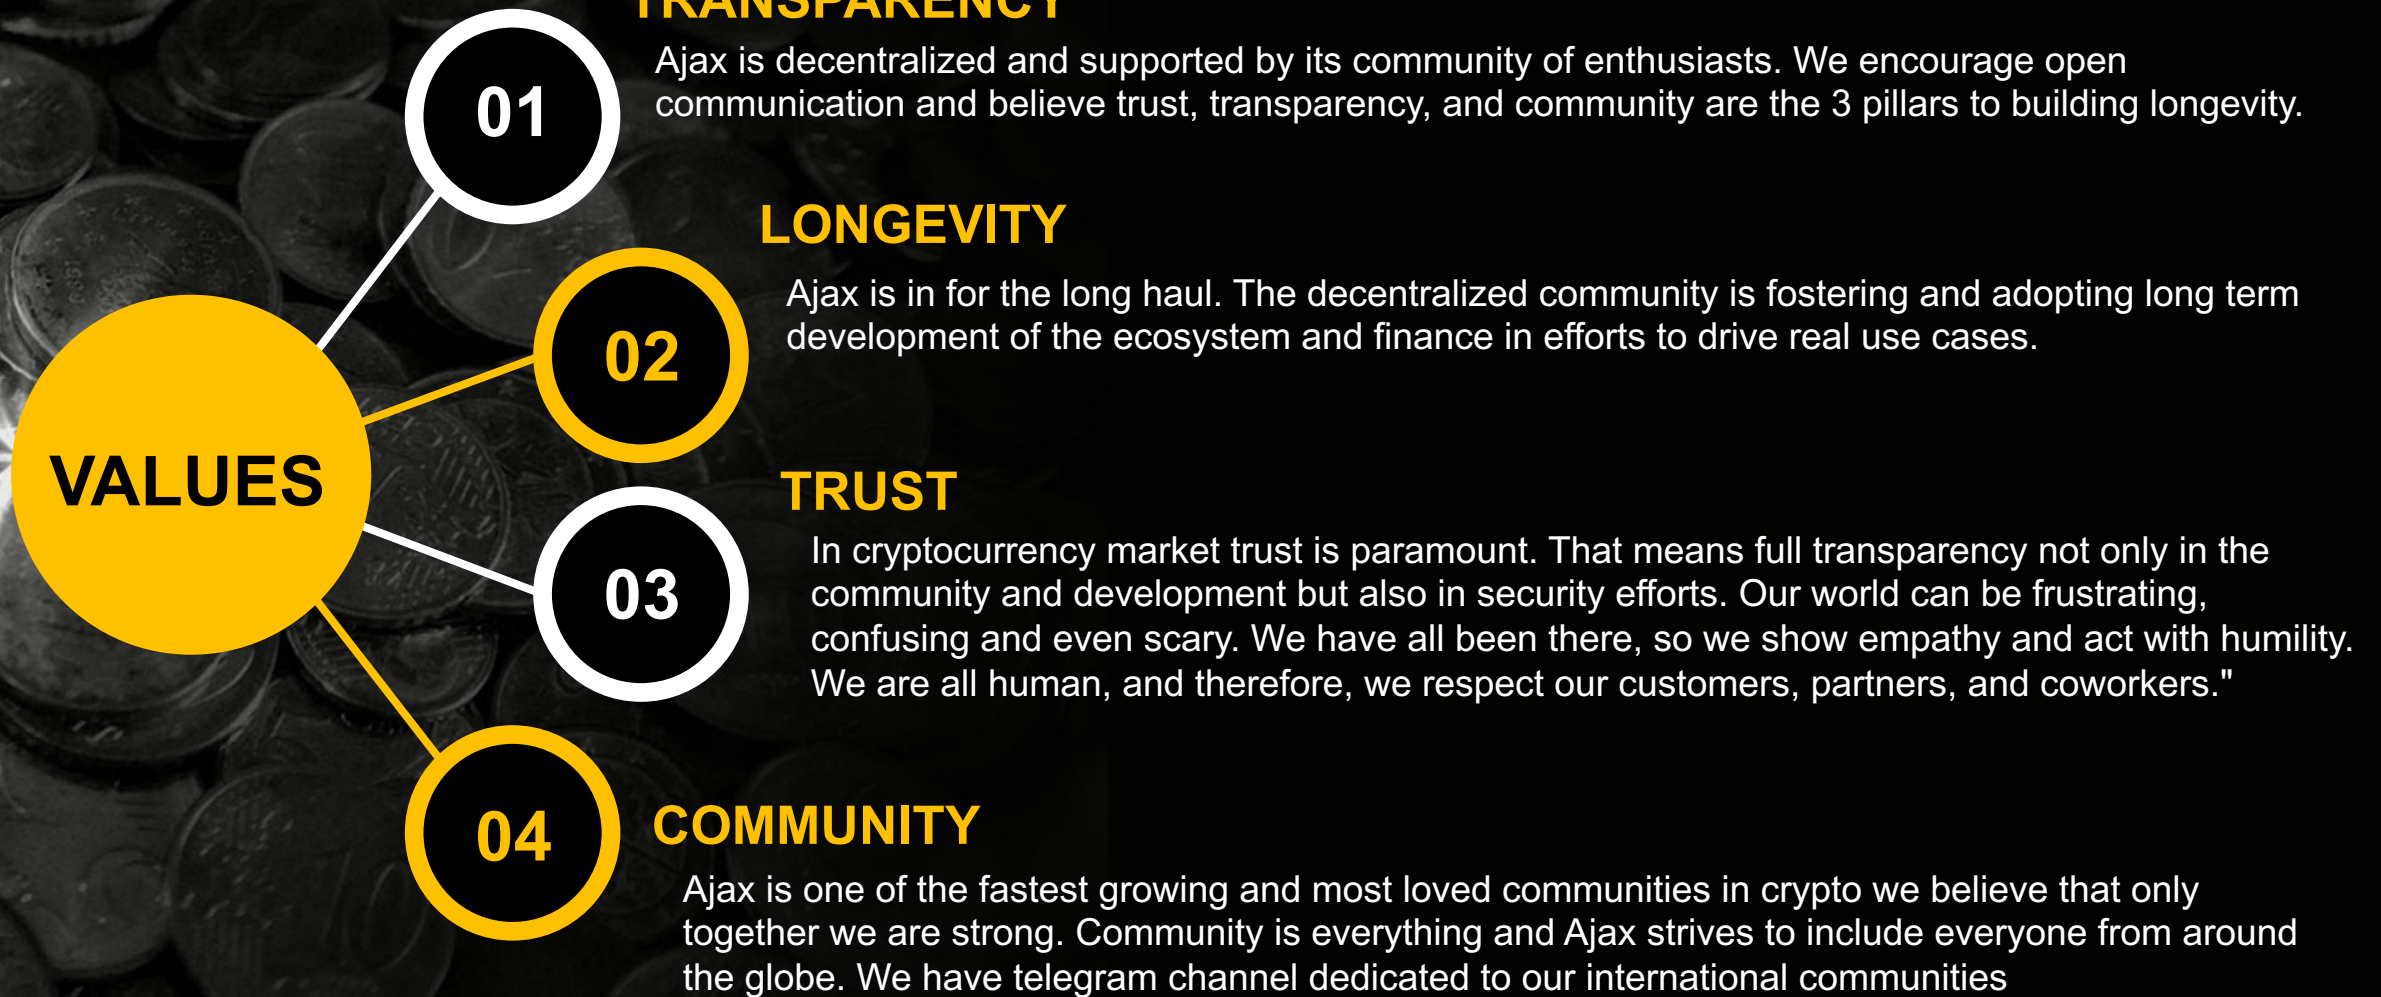 TRANSPARENCY
01
Ajax is decentralized and supported by its community of enthusiasts. We encourage open
communication and believe trust, transparency, and community are the 3 pillars to building longevity.
LONGEVITY
02
Ajax is in for the long haul. The decentralized community is fostering and adopting long term
development of the ecosystem and finance in efforts to drive real use cases.
VALUES
TRUST
03
In cryptocurrency market trust is paramount. That means full transparency not only in the
community and development but also in security efforts. Our world can be frustrating,
confusing and even scary. We have all been there, so we show empathy and act with humility.
We are all human, and therefore, we respect our customers, partners, and coworkers."
04
COMMUNITY
Ajax is one of the fastest growing and most loved communities in crypto we believe that only
together we are strong. Community is everything and Ajax strives to include everyone from around
the globe. We have telegram channel dedicated to our international communities